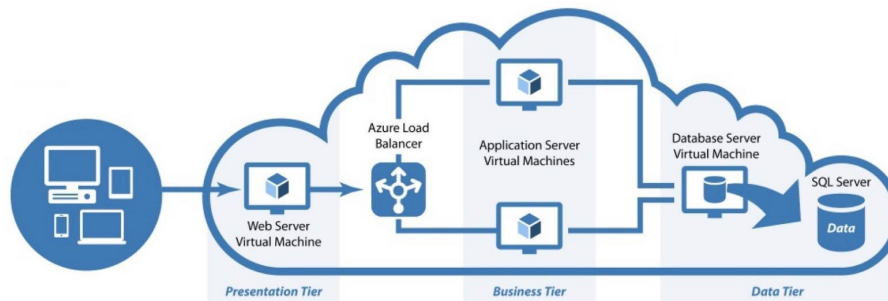 Azure Load
Balancer
Application Server
Virtual Machines
Database Server
Virtual Machine
SQL Server
Data
Web Server
Virtual Machine
Presentation Tier
Business Tier
Data Tier